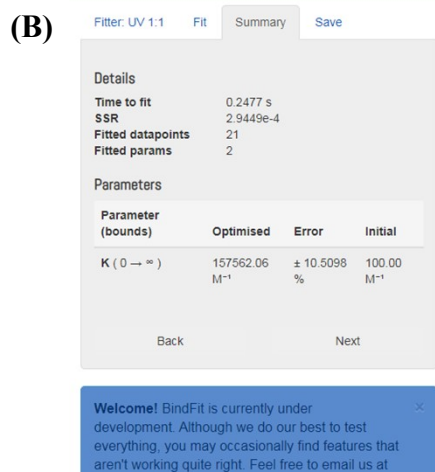 (B)
Fitter: UV 1:1 Fit Summary Save
Details
Time to fit 0.2477 s
SSR 2.9449e-4
Fitted datapoints 21
Fitted params 2
Parameters
Parameter (bounds) Optimised Error Initial
K ( 0 → ∞ ) 157562.06 M⁻¹ ± 10.5098 % 100.00 M⁻¹
Back Next
Welcome! BindFit is currently under ×
development. Although we do our best to test
everything, you may occasionally find features that
aren't working quite right. Feel free to email us at